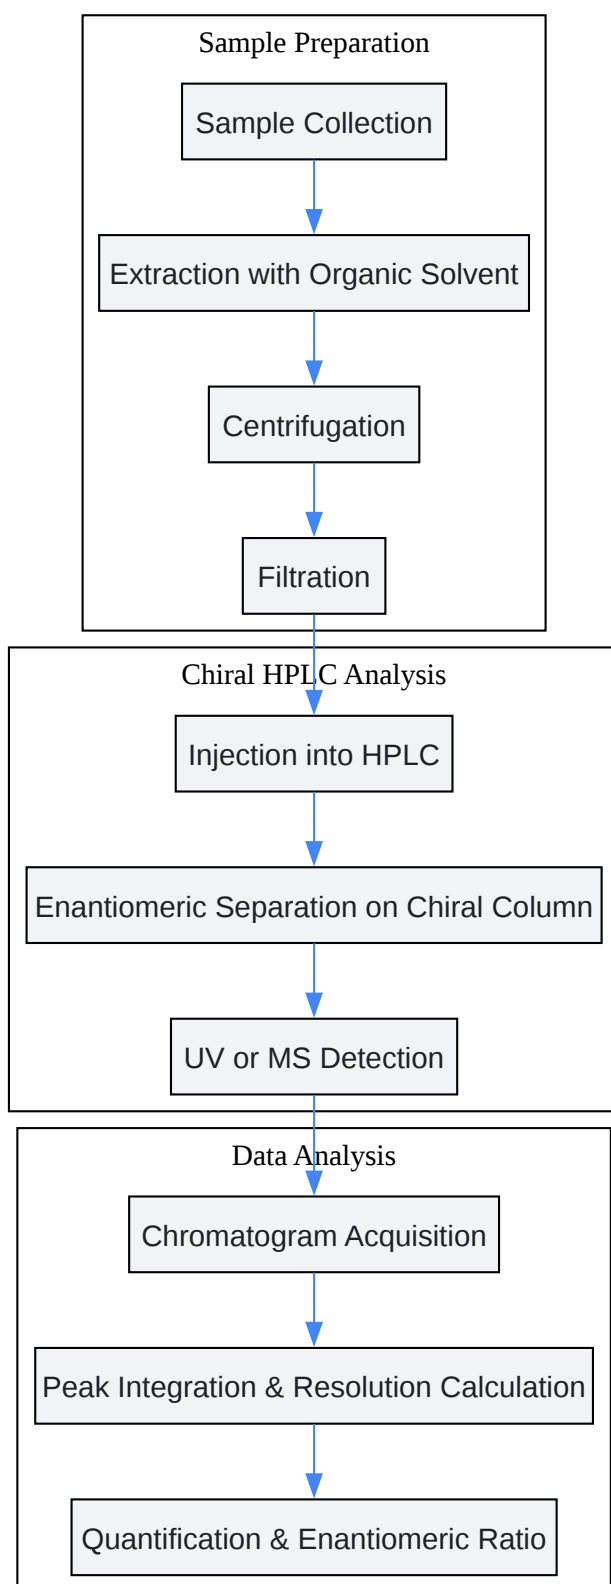 Sample Preparation
Sample Collection
Extraction with Organic Solvent
Centrifugation
Filtration
Chiral HPLC Analysis
Injection into HPLC
Enantiomeric Separation on Chiral Column
UV or MS Detection
Data Analysis
Chromatogram Acquisition
Peak Integration & Resolution Calculation
Quantification & Enantiomeric Ratio